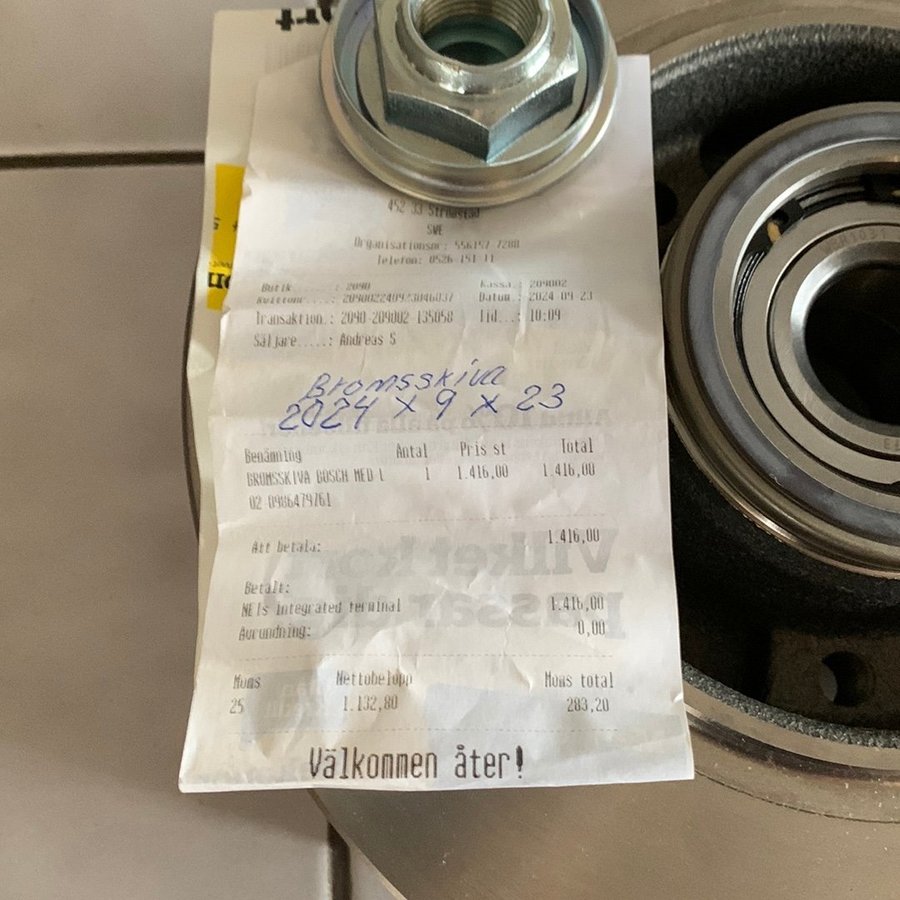 452 33 Strömstad
SWE
Organisationsnr: 556157-7288
Telefon: 0526-151 11
Butik......: 2090 Kassa.: 209002
Kvittonr....: 209002240923046037 Datum.: 2024-09-23
Transaktion.: 2090-209002-135058 Tid...: 10:09
Säljare.....: Andreas S
Bromsskiva
2024 x 9 x 23
Benämning Antal Pris st Total
BROMSSKIVA BOSCH MED L 1 1.416,00 1.416,00
02-0986479761
Att betala: 1.416,00
Betalt:
NETs integrated terminal 1.416,00
Avrundning: 0,00
Moms Nettobelopp Moms total
25 1.132,80 283,20
Välkommen åter!